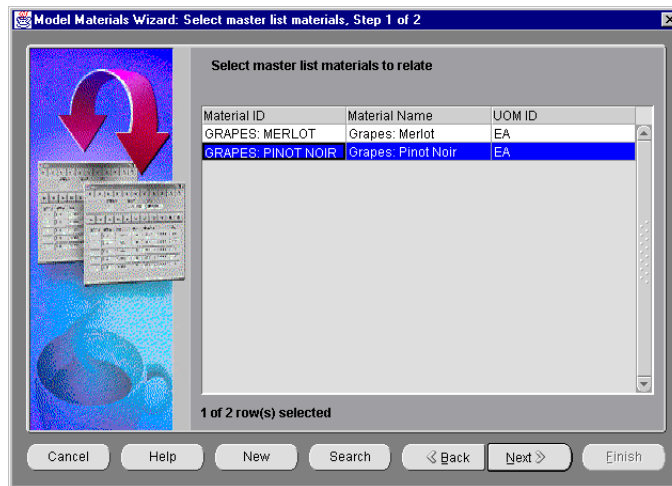 Model Materials Wizard: Select master list materials, Step 1 of 2
Select master list materials to relate
Material ID Material Name UOM ID
GRAPES: MERLOT Grapes: Merlot EA
GRAPES: PINOT NOIR Grapes: Pinot Noir EA
1 of 2 row(s) selected
Cancel Help New Search Back Next Finish